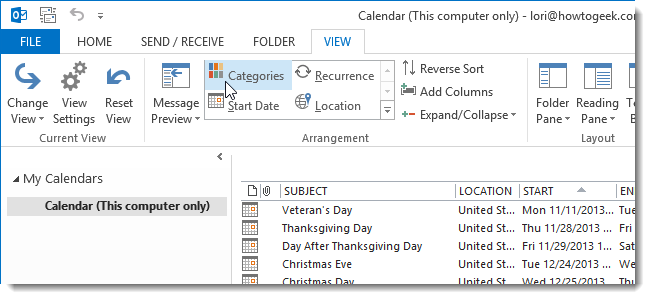 Calendar (This computer only) - lori@howtogeek.com
FILE HOME SEND / RECEIVE FOLDER VIEW
Change View View Settings Reset View
Current View
Message Preview
Categories Recurrence
Start Date Location
Arrangement
Reverse Sort
Add Columns
Expand/Collapse
Folder Pane Reading Pane
Layout
My Calendars
Calendar (This computer only)
SUBJECT LOCATION START
Veteran's Day United St... Mon 11/11/2013 ... Tue
Thanksgiving Day United St... Thu 11/28/2013 ... Fri
Day After Thanksgiving Day United St... Fri 11/29/2013 ... Sat
Christmas Eve United St... Tue 12/24/2013 ...
Christmas Day United St... Wed 12/25/2013 ...